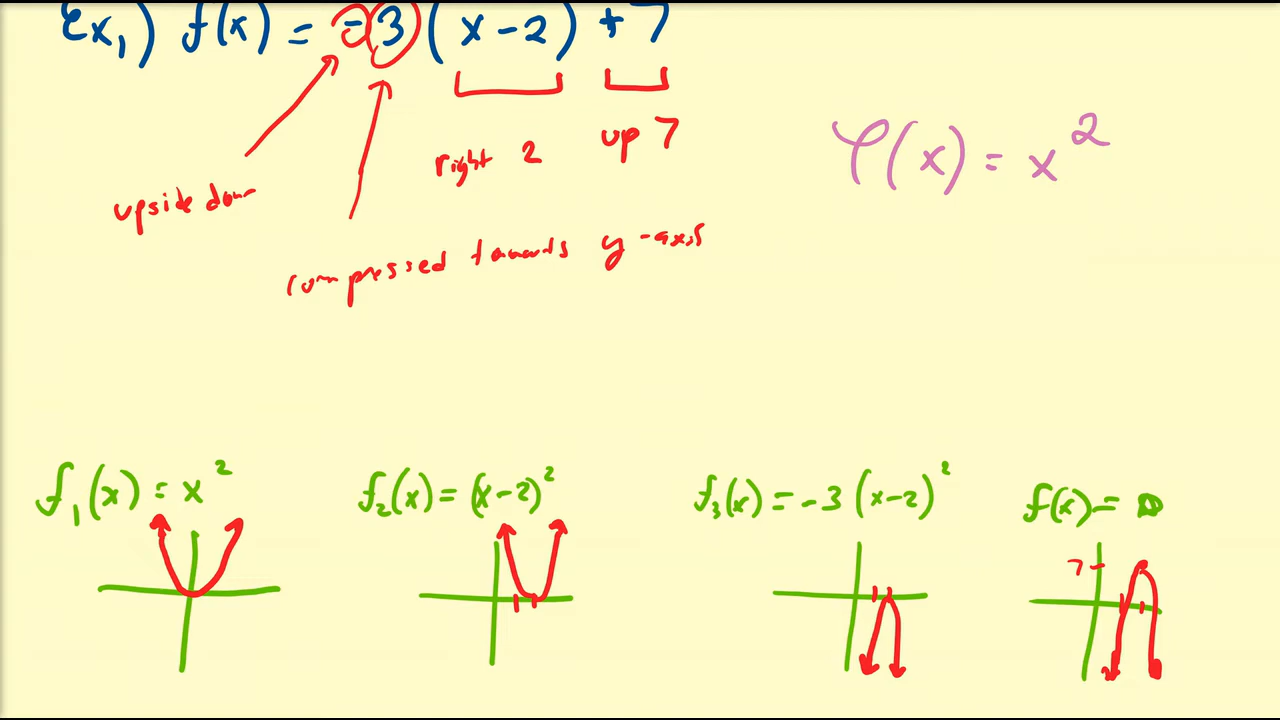 Ex,) f(x) = -3(x-2)+7
right 2
up 7
φ(x) = x²
upside down
compressed towards y-axis
f₁(x) = x²
f₂(x) = (x-2)²
f₃(x) = -3(x-2)²
f(x) =
7